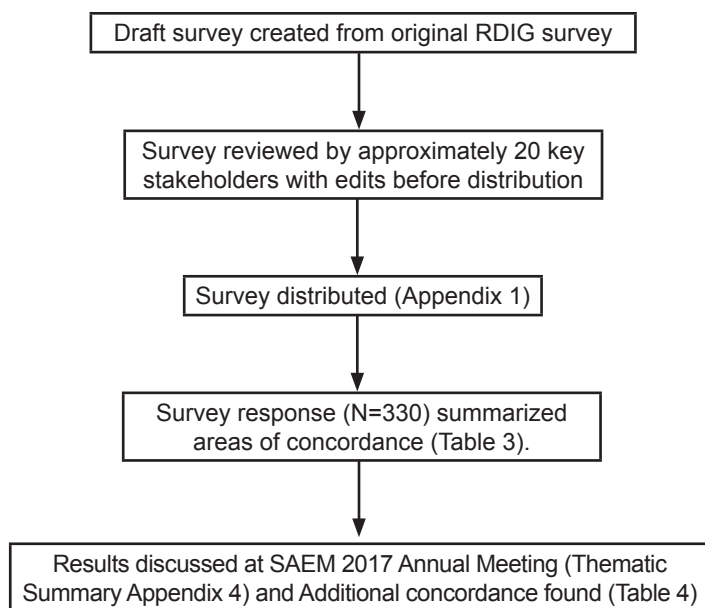 Draft survey created from original RDIG survey
Survey reviewed by approximately 20 key
stakeholders with edits before distribution
Survey distributed (Appendix 1)
Survey response (N=330) summarized
areas of concordance (Table 3).
Results discussed at SAEM 2017 Annual Meeting (Thematic
Summary Appendix 4) and Additional concordance found (Table 4)